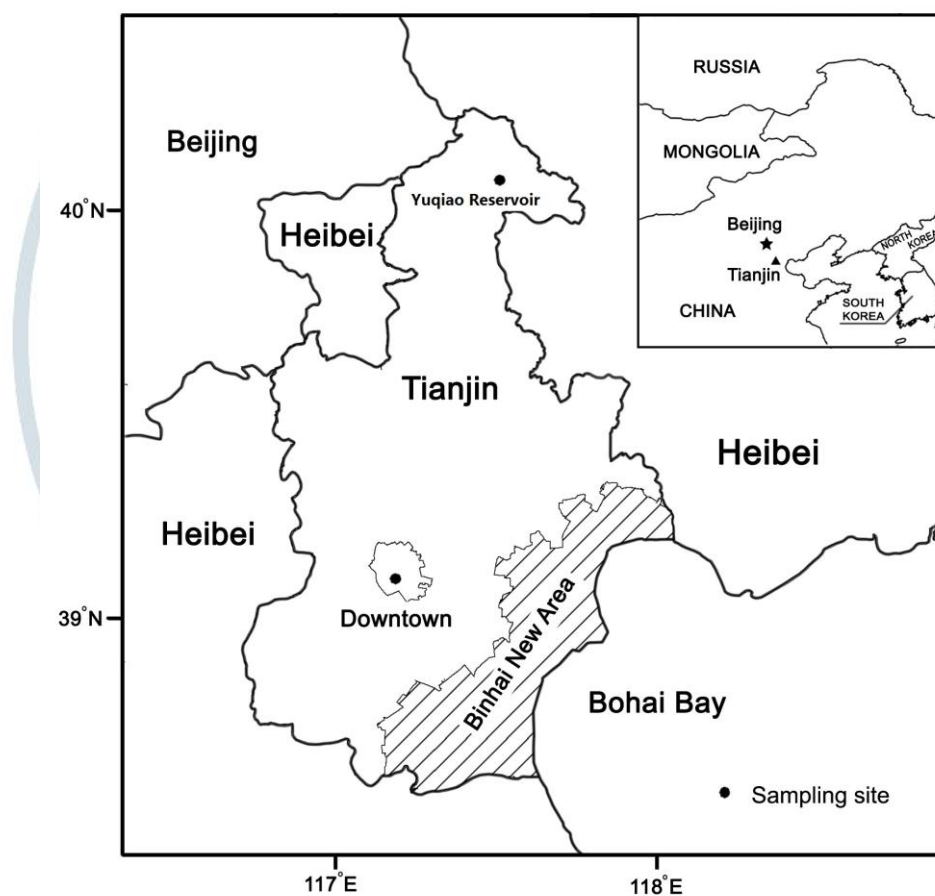 RUSSIA
MONGOLIA
Beijing
Tianjin
CHINA
NORTH
KOREA
SOUTH
KOREA
Beijing
40°N
Yuqiao Reservoir
Heibei
Tianjin
Heibei
Heibei
39°N
Downtown
Binhai New Area
Bohai Bay
Sampling site
117°E
118°E